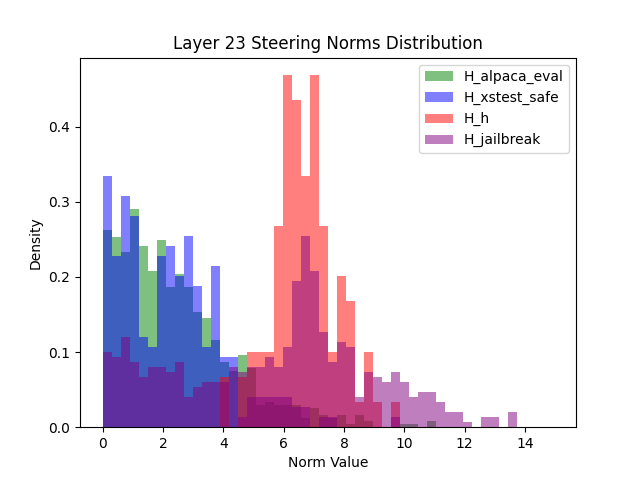 Layer 23 Steering Norms Distribution
H_alpaca_eval
H_xstest_safe
H_h
H_jailbreak
Density
0.4
0.3
0.2
0.1
0.0
0 2 4 6 8 10 12 14
Norm Value